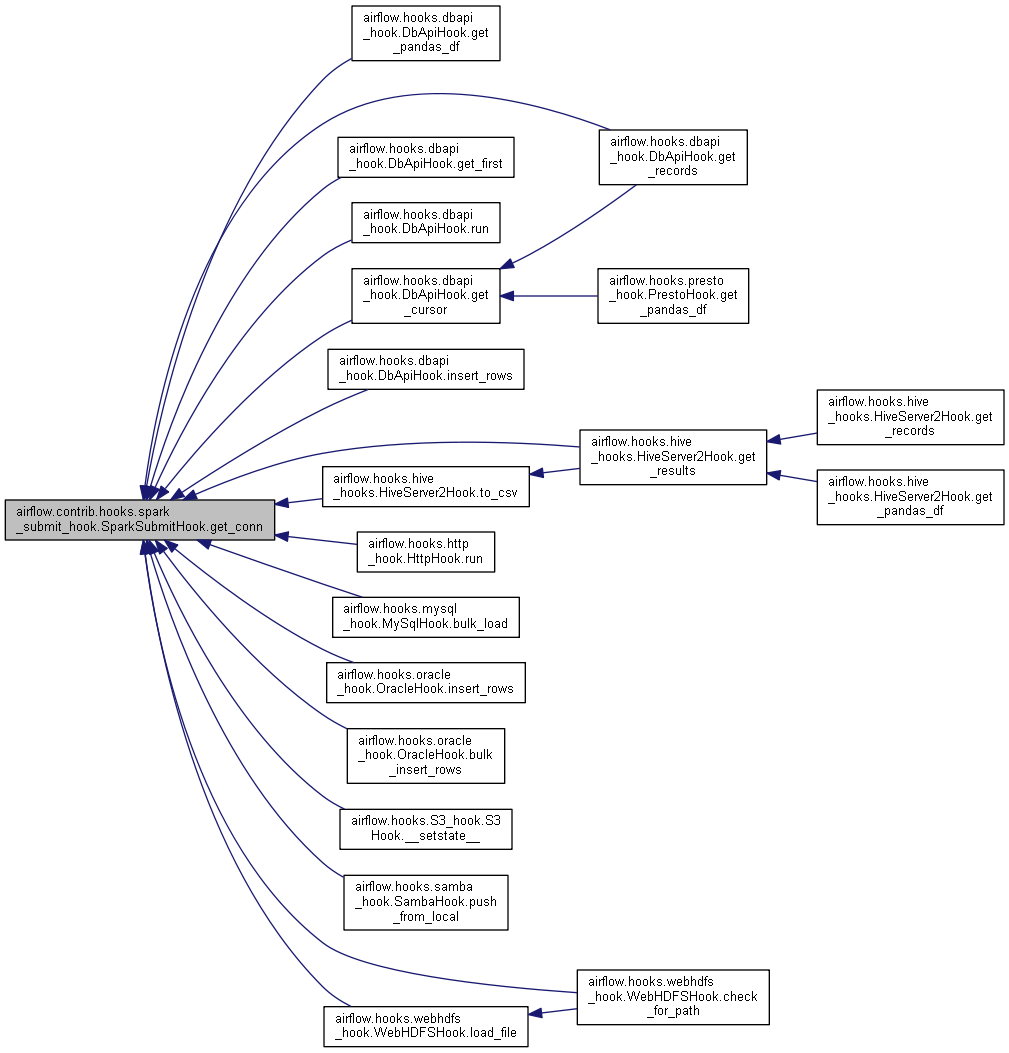 airflow.hooks.dbapi
_hook.DbApiHook.get
_pandas_df
airflow.hooks.dbapi
_hook.DbApiHook.get
_records
airflow.hooks.dbapi
_hook.DbApiHook.get_first
airflow.hooks.dbapi
_hook.DbApiHook.run
airflow.hooks.dbapi
_hook.DbApiHook.get
_cursor
airflow.hooks.presto
_hook.PrestoHook.get
_pandas_df
airflow.hooks.dbapi
_hook.DbApiHook.insert_rows
airflow.hooks.hive
_hooks.HiveServer2Hook.get
_records
airflow.hooks.hive
_hooks.HiveServer2Hook.get
_results
airflow.hooks.hive
_hooks.HiveServer2Hook.to_csv
airflow.hooks.hive
_hooks.HiveServer2Hook.get
_pandas_df
airflow.contrib.hooks.spark
_submit_hook.SparkSubmitHook.get_conn
airflow.hooks.http
_hook.HttpHook.run
airflow.hooks.mysql
_hook.MySqlHook.bulk_load
airflow.hooks.oracle
_hook.OracleHook.insert_rows
airflow.hooks.oracle
_hook.OracleHook.bulk
_insert_rows
airflow.hooks.S3_hook.S3
Hook.__setstate__
airflow.hooks.samba
_hook.SambaHook.push
_from_local
airflow.hooks.webhdfs
_hook.WebHDFSHook.check
_for_path
airflow.hooks.webhdfs
_hook.WebHDFSHook.load_file